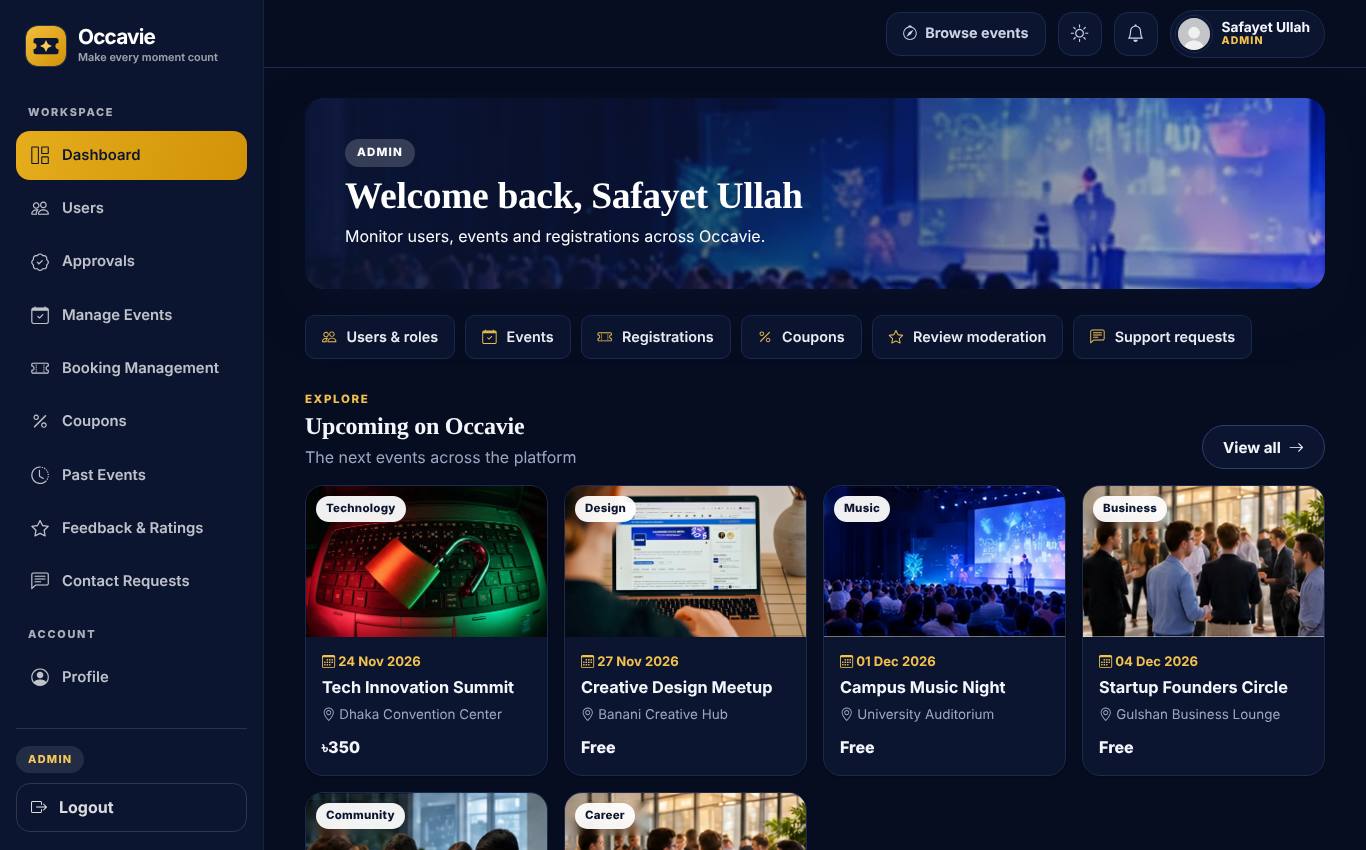 Occavie
Make every moment count
WORKSPACE
Dashboard
Users
Approvals
Manage Events
Booking Management
Coupons
Past Events
Feedback & Ratings
Contact Requests
ACCOUNT
Profile
ADMIN
Logout
Browse events
Safayet Ullah
ADMIN
ADMIN
Welcome back, Safayet Ullah
Monitor users, events and registrations across Occavie.
Users & roles
Events
Registrations
Coupons
Review moderation
Support requests
EXPLORE
Upcoming on Occavie
The next events across the platform
View all
Technology
24 Nov 2026
Tech Innovation Summit
Dhaka Convention Center
৳350
Design
27 Nov 2026
Creative Design Meetup
Banani Creative Hub
Free
Music
01 Dec 2026
Campus Music Night
University Auditorium
Free
Business
04 Dec 2026
Startup Founders Circle
Gulshan Business Lounge
Free
Community
Career